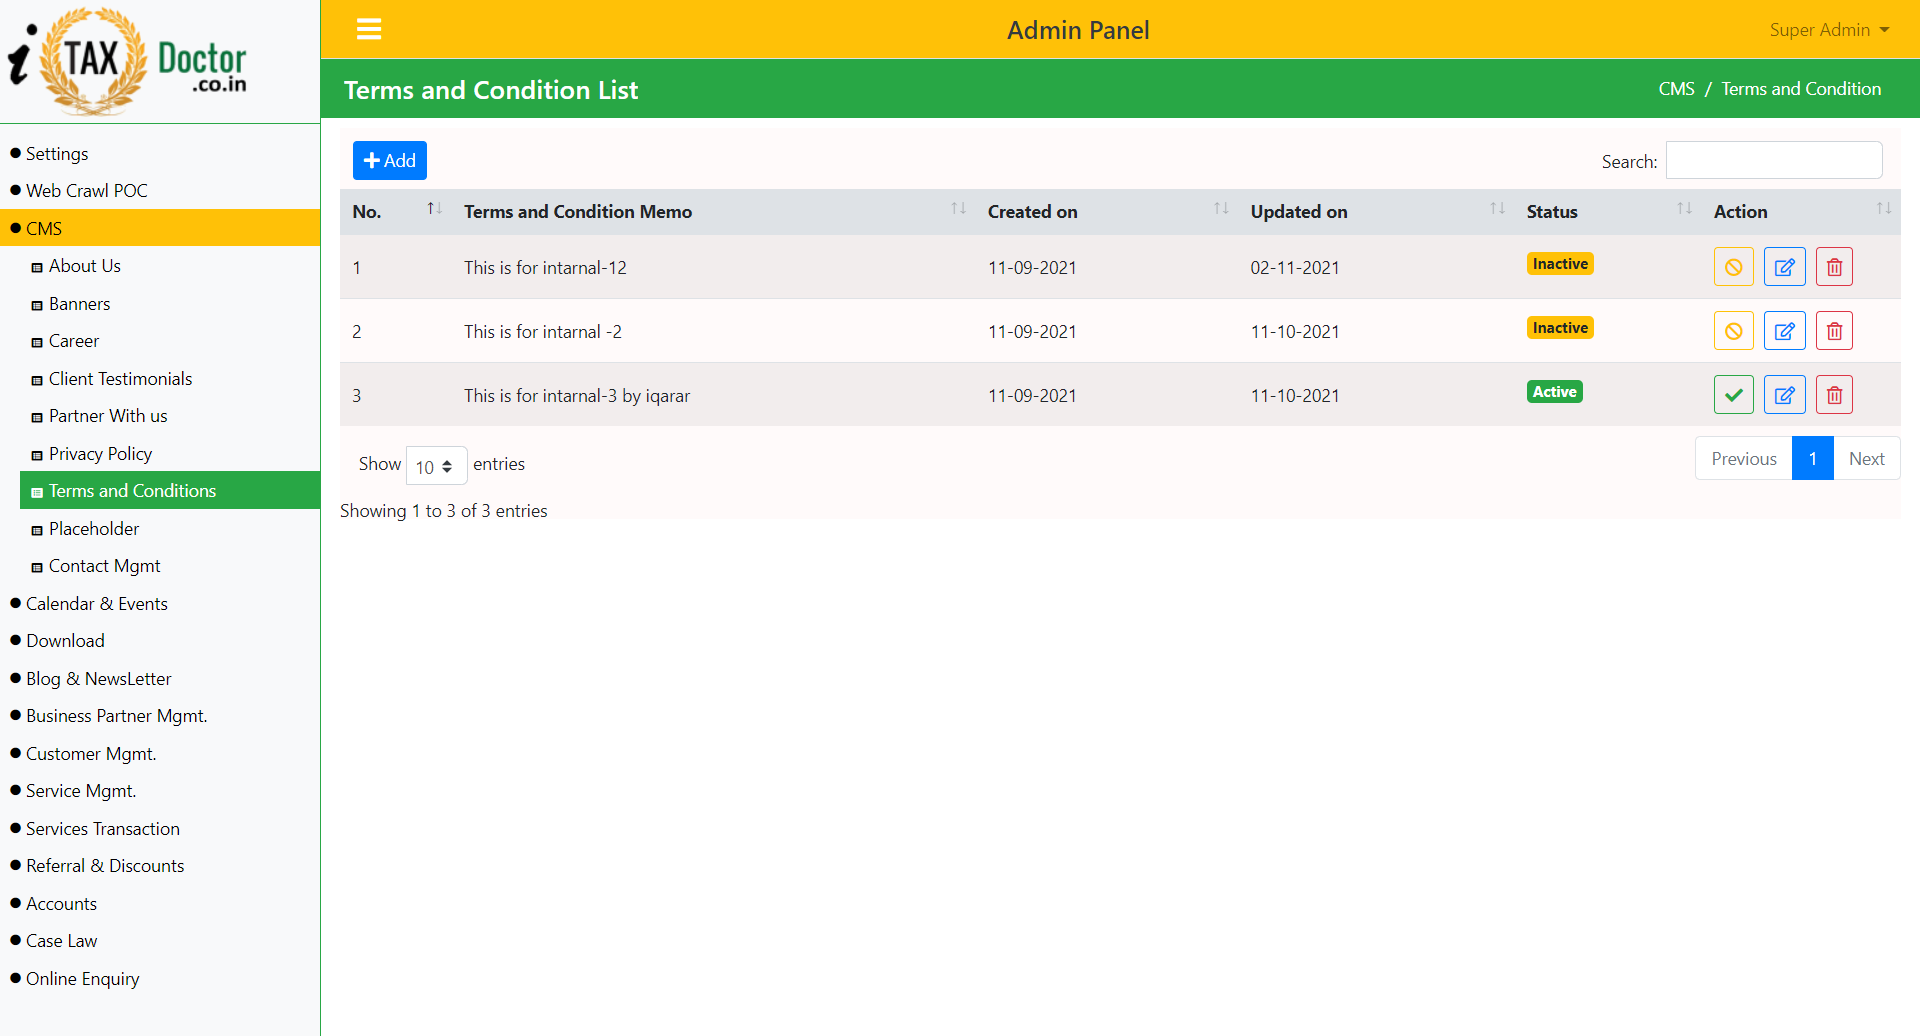 i TAX Doctor
.co.in
Admin Panel
Super Admin
Terms and Condition List
CMS / Terms and Condition
Settings
Web Crawl POC
CMS
About Us
Banners
Career
Client Testimonials
Partner With us
Privacy Policy
Terms and Conditions
Placeholder
Contact Mgmt
Calendar & Events
Download
Blog & NewsLetter
Business Partner Mgmt.
Customer Mgmt.
Service Mgmt.
Services Transaction
Referral & Discounts
Accounts
Case Law
Online Enquiry
Add
Search:
No. Terms and Condition Memo Created on Updated on Status Action
1 This is for intarnal-12 11-09-2021 02-11-2021 Inactive
2 This is for intarnal -2 11-09-2021 11-10-2021 Inactive
3 This is for intarnal-3 by iqarar 11-09-2021 11-10-2021 Active
Show 10 entries
Previous 1 Next
Showing 1 to 3 of 3 entries